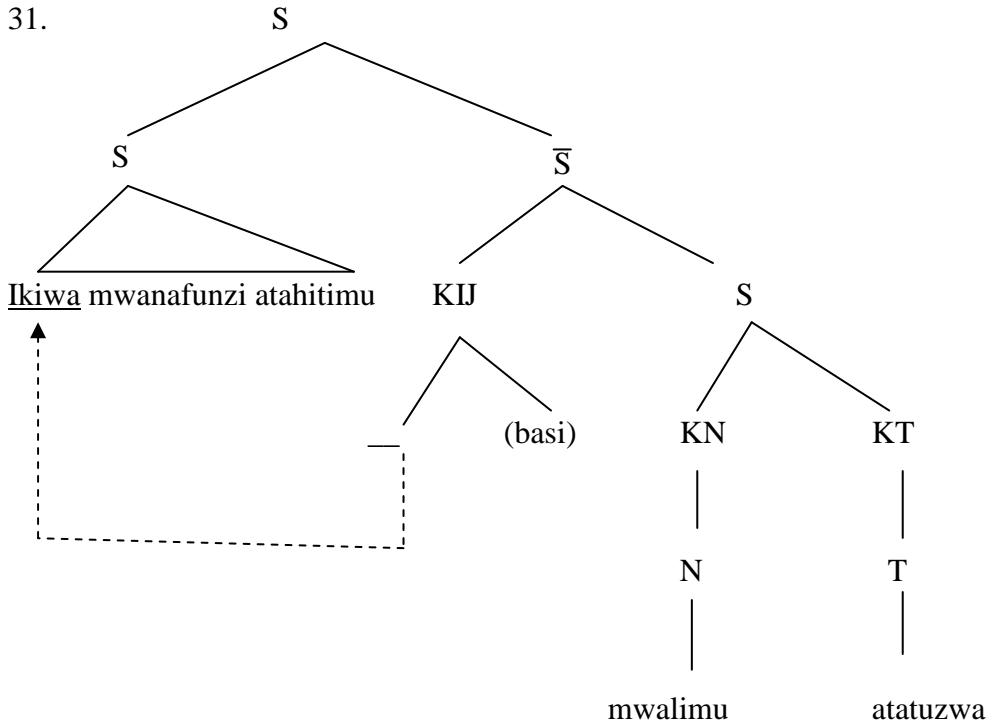 31. S
S S̅
Ikiwa mwanafunzi atahitimu KIJ S
__ (basi) KN KT
N T
mwalimu atatuzwa